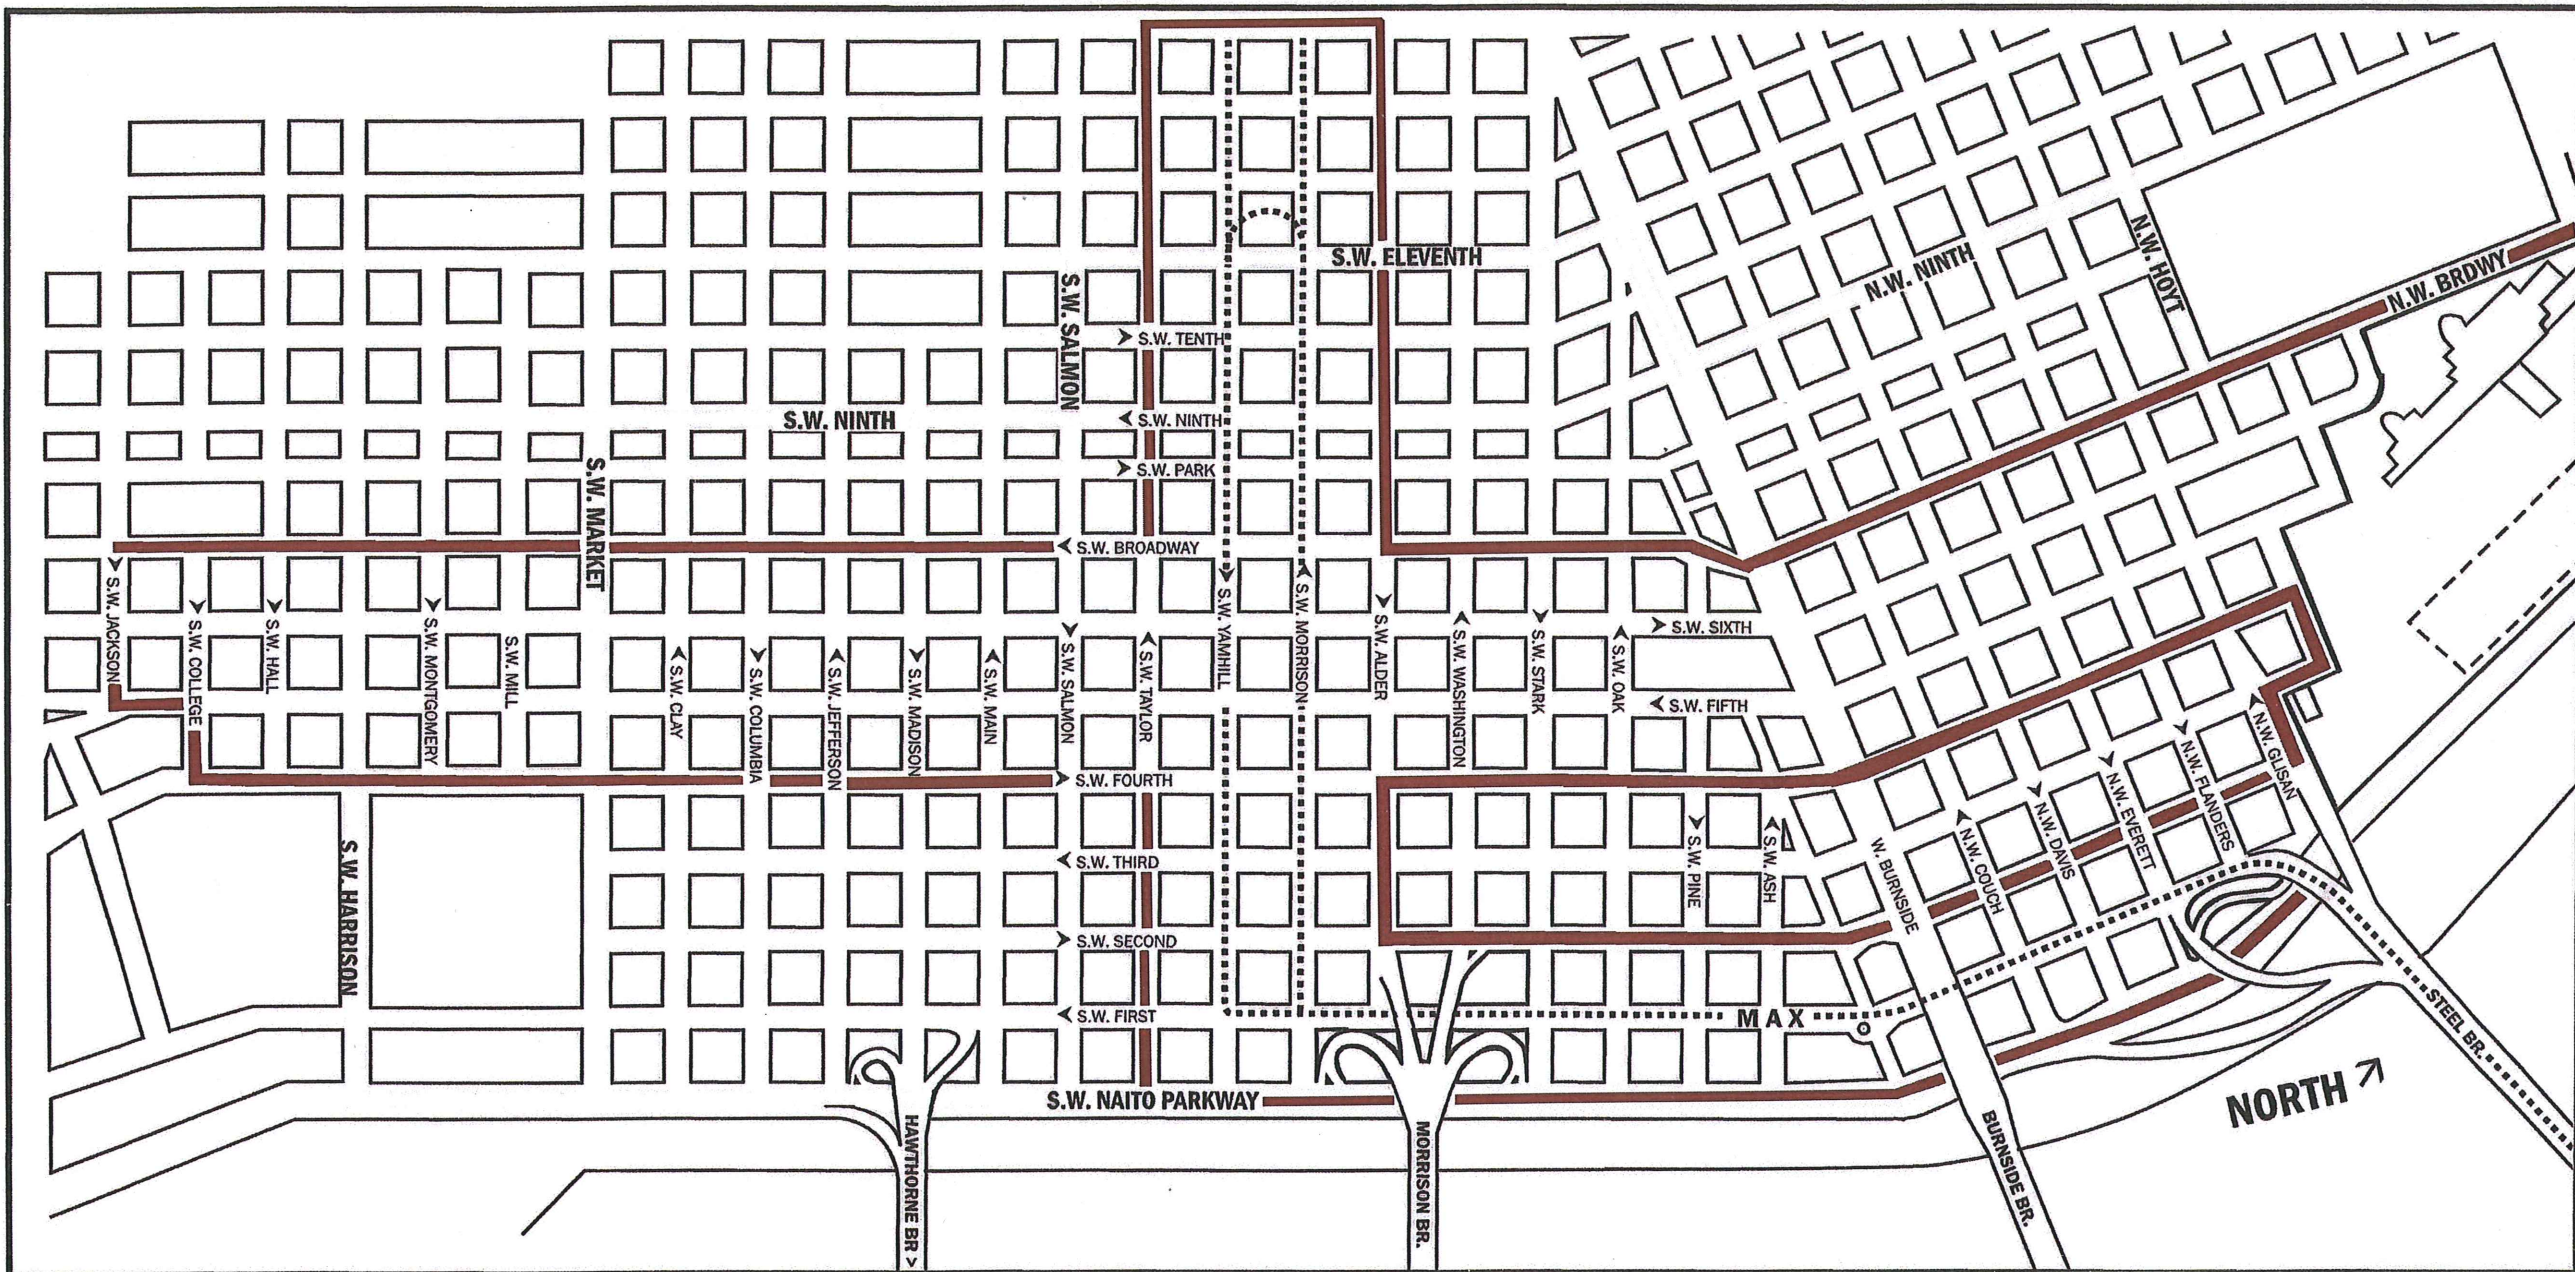 S.W. ELEVENTH
N.W. NINTH
N.W. HOYT
N.W. BRDWY
S.W. SALMON
S.W. TENTH
S.W. NINTH
S.W. NINTH
S.W. PARK
S.W. MARKET
S.W. BROADWAY
S.W. JACKSON
S.W. COLLEGE
S.W. HALL
S.W. MONTGOMERY
S.W. MILL
S.W. CLAY
S.W. COLUMBIA
S.W. JEFFERSON
S.W. MADISON
S.W. MAIN
S.W. SALMON
S.W. TAYLOR
S.W. YAMHILL
S.W. MORRISON
S.W. ALDER
S.W. WASHINGTON
S.W. STARK
S.W. OAK
S.W. SIXTH
S.W. FIFTH
S.W. FOURTH
S.W. THIRD
S.W. SECOND
S.W. FIRST
S.W. PINE
S.W. ASH
W. BURNSIDE
N.W. COUCH
N.W. DAVIS
N.W. EVERETT
N.W. FLANDERS
N.W. GLISAN
S.W. HARRISON
MAX
STEEL BR.
S.W. NAITO PARKWAY
NORTH
HAWTHORNE BR >
MORRISON BR.
BURNSIDE BR.